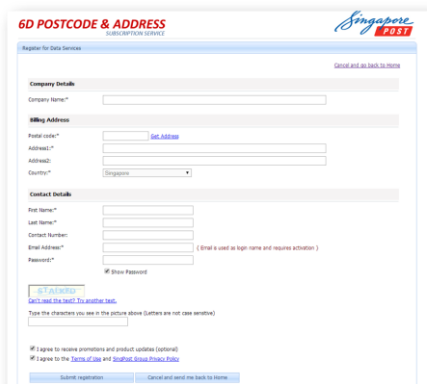 6D POSTCODE & ADDRESS
SUBSCRIPTION SERVICE
Singapore
POST
Register for Data Services
Cancel and go back to Home
Company Details
Company Name:*
Billing Address
Postal code:*
Get Address
Address1:*
Address2:
Country:*
Singapore
Contact Details
First Name:*
Last Name:*
Contact Number:
Email Address:*
( Email is used as login name and requires activation )
Password:*
Show Password
Can't read the text? Try another text.
Type the characters you see in the picture above (Letters are not case sensitive)
I agree to receive promotions and product updates (optional)
I agree to the Terms of Use and SingPost Group Privacy Policy
Submit registration
Cancel and send me back to Home